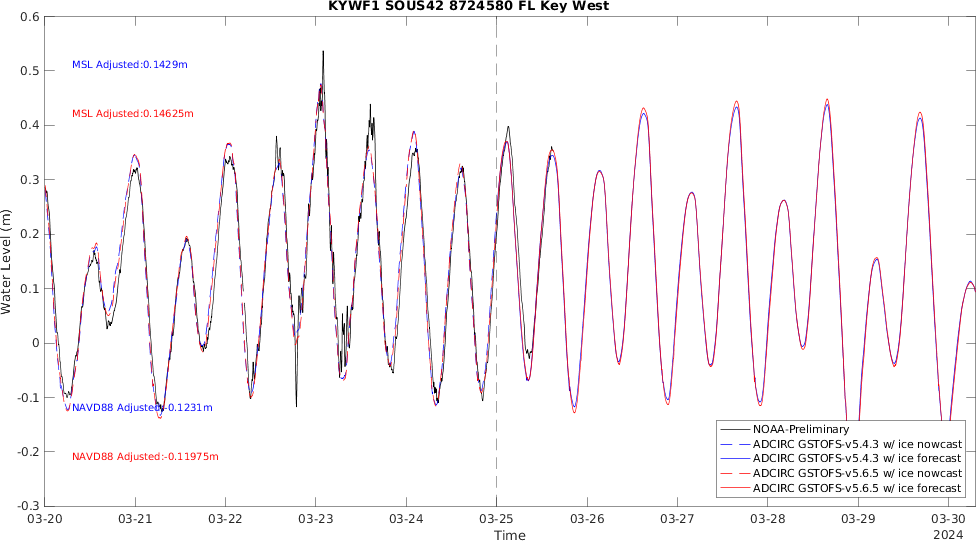 KYWF1 SOUS42 8724580 FL Key West
0.6
0.5
0.4
0.3
0.2
0.1
0
-0.1
-0.2
-0.3
Water Level (m)
MSL Adjusted:0.1429m
MSL Adjusted:0.14625m
NAVD88 Adjusted:-0.1231m
NAVD88 Adjusted:-0.11975m
NOAA-Preliminary
ADCIRC GSTOFS-v5.4.3 w/ ice nowcast
ADCIRC GSTOFS-v5.4.3 w/ ice forecast
ADCIRC GSTOFS-v5.6.5 w/ ice nowcast
ADCIRC GSTOFS-v5.6.5 w/ ice forecast
03-20 03-21 03-22 03-23 03-24 03-25 03-26 03-27 03-28 03-29 03-30
Time
2024